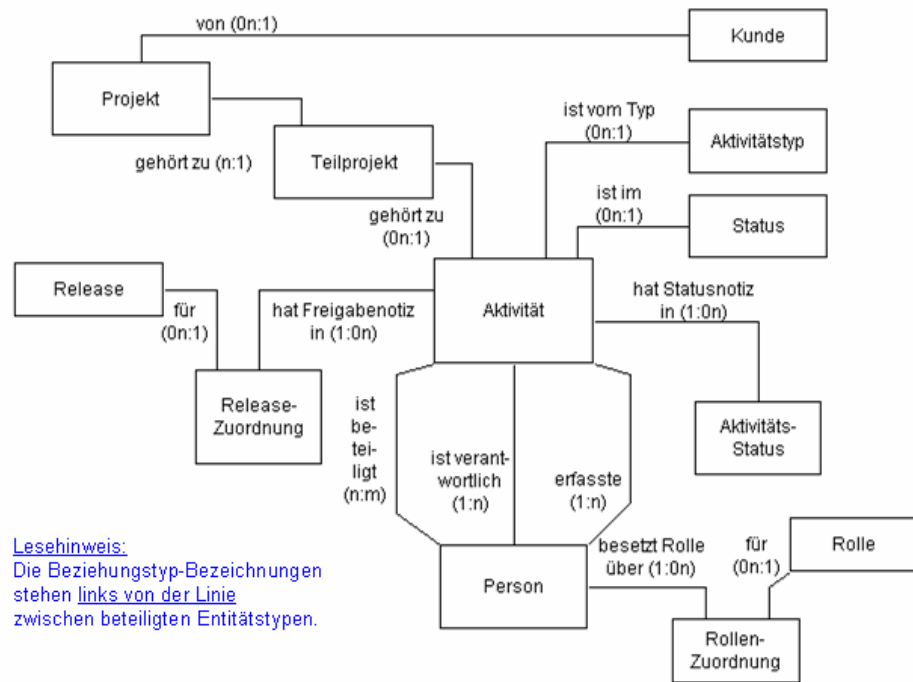 von (0n:1)
Kunde
Projekt
ist vom Typ
(0n:1)
Aktivitätstyp
gehört zu (n:1)
Teilprojekt
ist im
(0n:1)
Status
gehört zu
(0n:1)
Release
für
(0n:1)
hat Freigabenotiz
in (1:0n)
Aktivität
hat Statusnotiz
in (1:0n)
Release-
Zuordnung
ist
be-
tei-
ligt
(n:m)
ist verant-
wortlich
(1:n)
erfasste
(1:n)
Aktivitäts-
Status
Lesehinweis:
Die Beziehungstyp-Bezeichnungen
stehen links von der Linie
zwischen beteiligten Entitätstypen.
Person
besetzt Rolle
über (1:0n)
für
(0n:1)
Rolle
Rollen-
Zuordnung